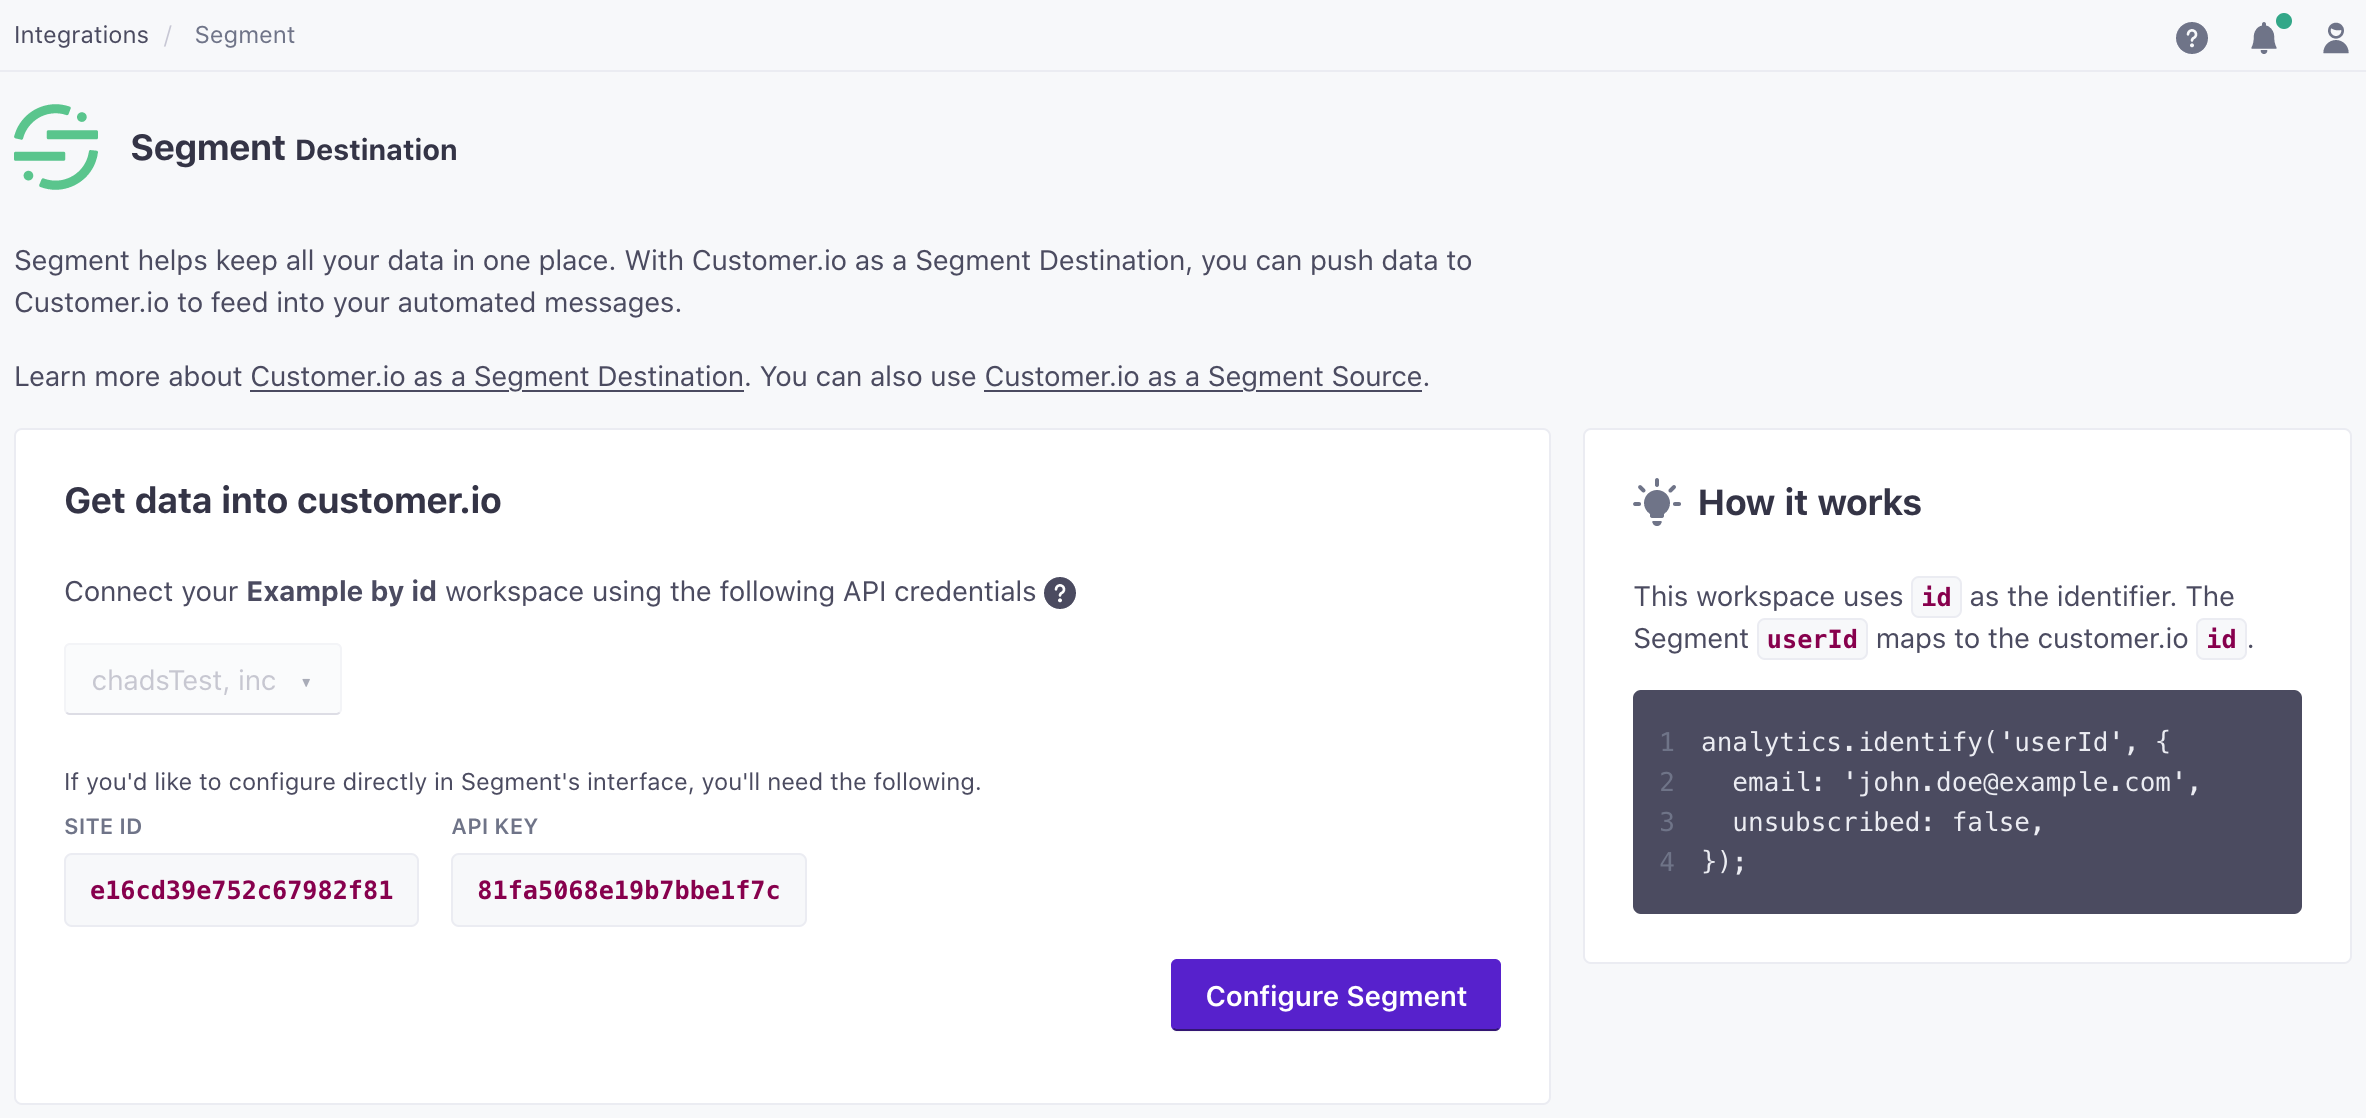 Integrations / Segment
Segment Destination
Segment helps keep all your data in one place. With Customer.io as a Segment Destination, you can push data to
Customer.io to feed into your automated messages.
Learn more about Customer.io as a Segment Destination. You can also use Customer.io as a Segment Source.
Get data into customer.io
Connect your Example by id workspace using the following API credentials ?
chadsTest, inc ▾
If you'd like to configure directly in Segment's interface, you'll need the following.
SITE ID API KEY
e16cd39e752c67982f81 81fa5068e19b7bbe1f7c
Configure Segment
How it works
This workspace uses id as the identifier. The
Segment userId maps to the customer.io id.
1 analytics.identify('userId', {
2 email: 'john.doe@example.com',
3 unsubscribed: false,
4 });